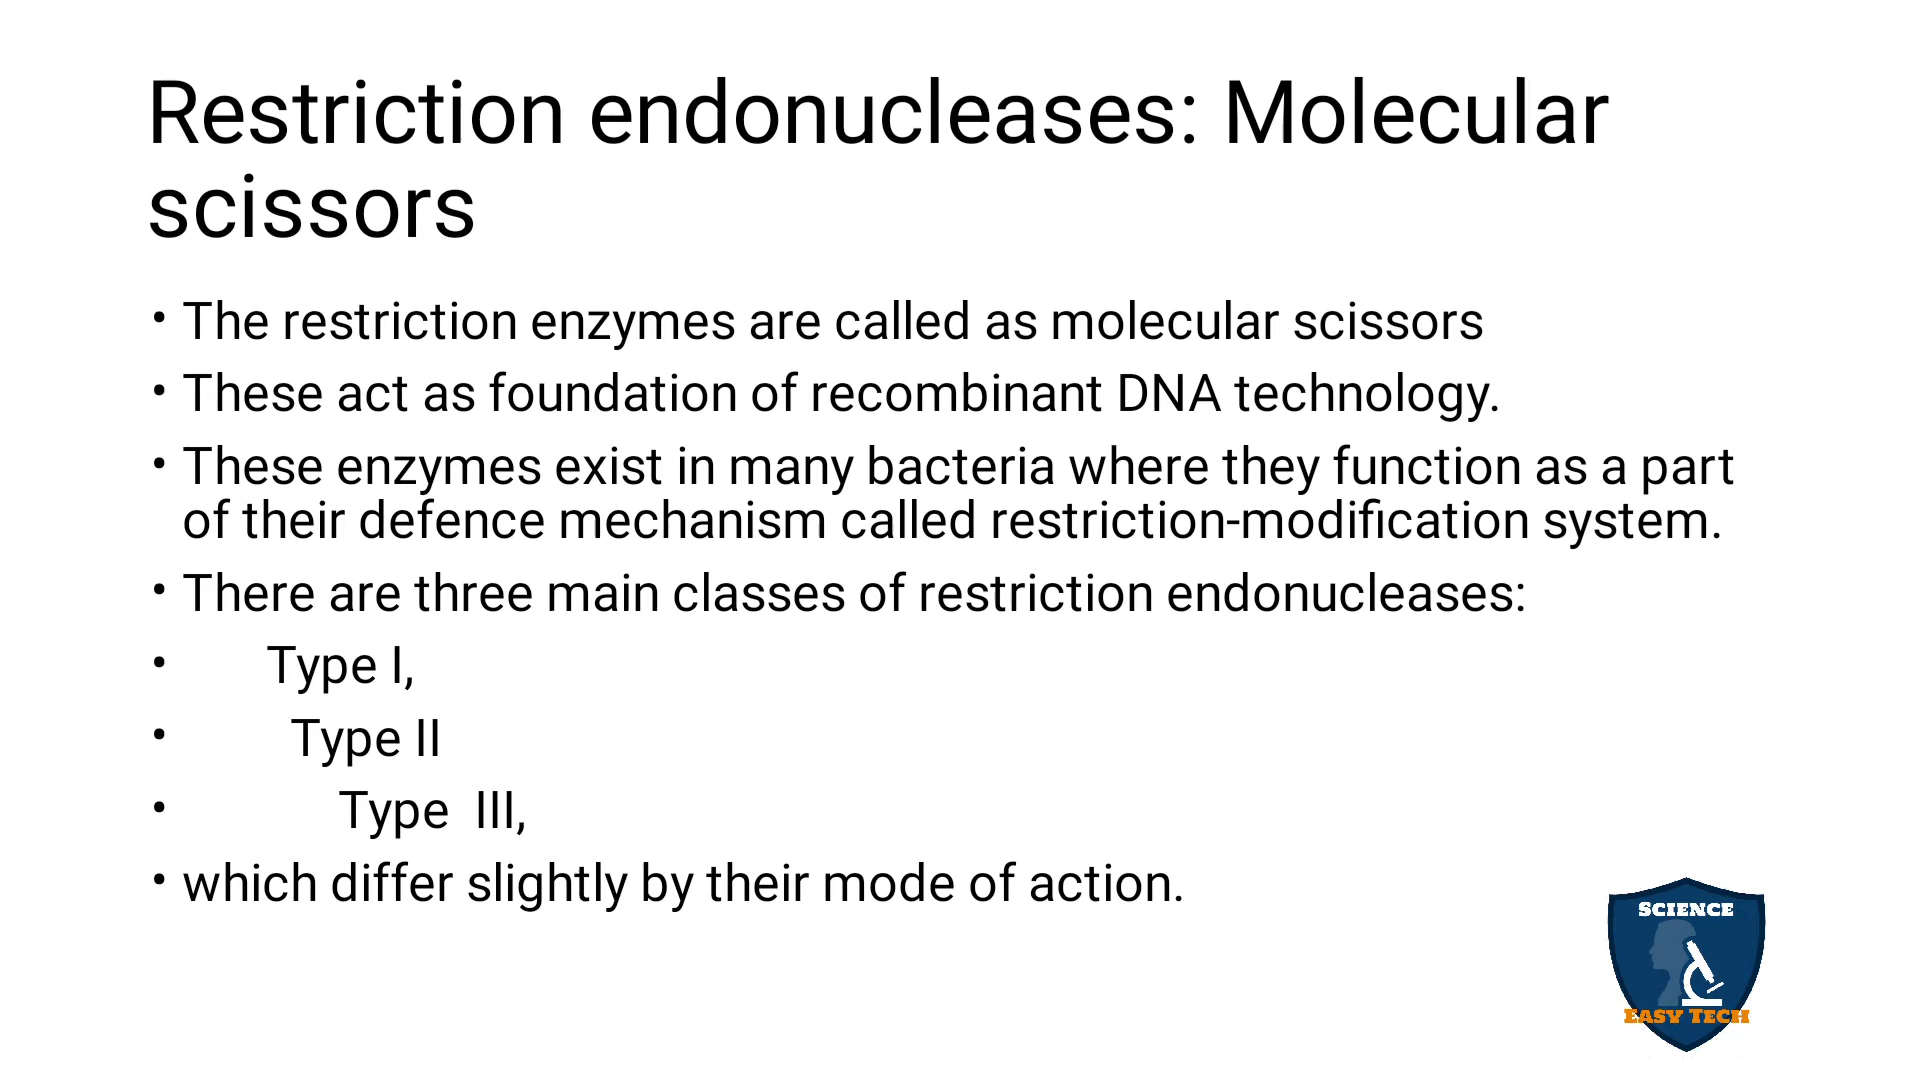 Restriction endonucleases: Molecular
scissors
• The restriction enzymes are called as molecular scissors
• These act as foundation of recombinant DNA technology.
• These enzymes exist in many bacteria where they function as a part
of their defence mechanism called restriction-modification system.
• There are three main classes of restriction endonucleases:
• Type I,
• Type II
• Type III,
• which differ slightly by their mode of action.
SCIENCE
EASY TECH